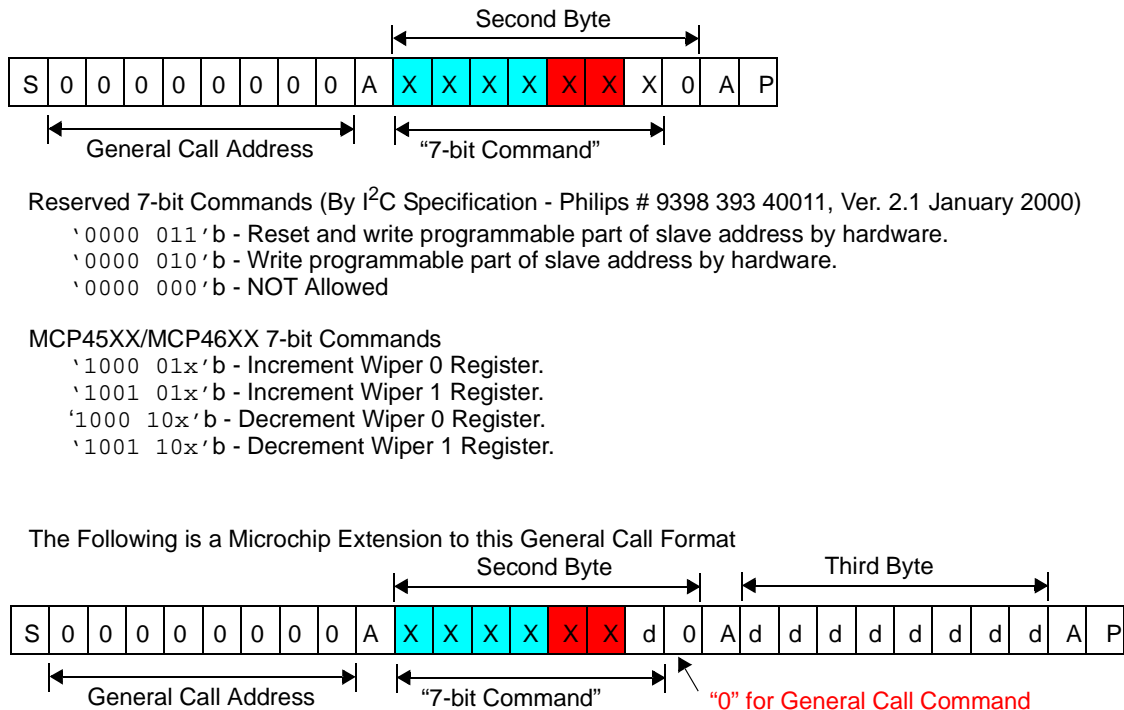 Second Byte
S 0 0 0 0 0 0 0 0 A X X X X X X X 0 A P
General Call Address “7-bit Command”
Reserved 7-bit Commands (By I2C Specification - Philips # 9398 393 40011, Ver. 2.1 January 2000)
‘0000 011’b - Reset and write programmable part of slave address by hardware.
‘0000 010’b - Write programmable part of slave address by hardware.
‘0000 000’b - NOT Allowed
MCP45XX/MCP46XX 7-bit Commands
‘1000 01x’b - Increment Wiper 0 Register.
‘1001 01x’b - Increment Wiper 1 Register.
‘1000 10x’b - Decrement Wiper 0 Register.
‘1001 10x’b - Decrement Wiper 1 Register.
The Following is a Microchip Extension to this General Call Format
Second Byte Third Byte
S 0 0 0 0 0 0 0 0 A X X X X X X d 0 A d d d d d d d d A P
General Call Address “7-bit Command” “0” for General Call Command